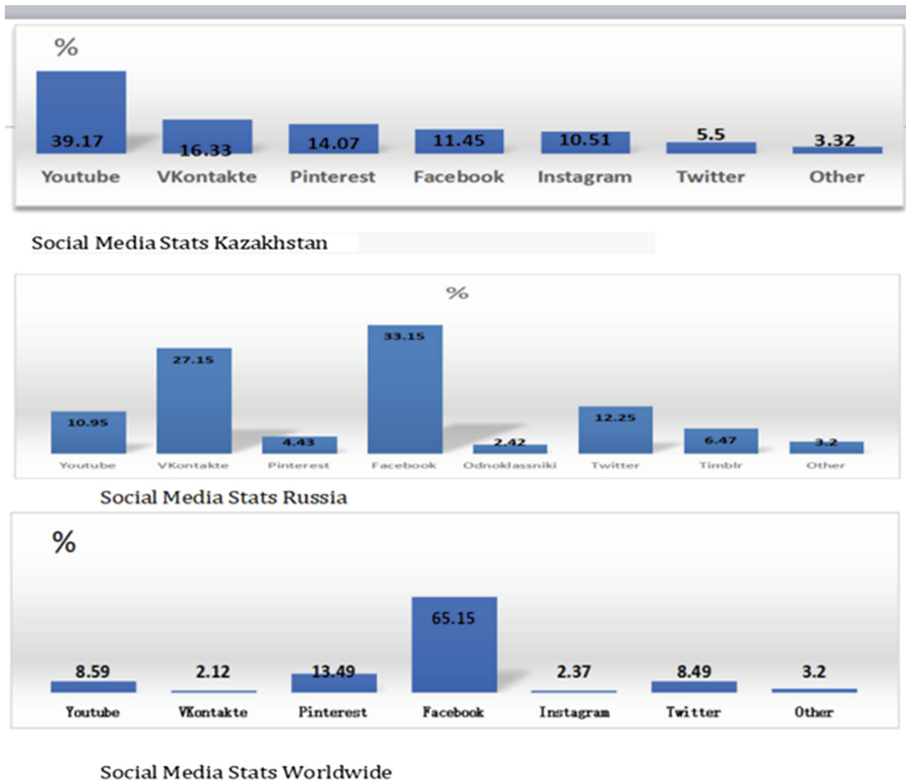 %
39.17 16.33 14.07 11.45 10.51 5.5 3.32
Youtube VKontakte Pinterest Facebook Instagram Twitter Other
Social Media Stats Kazakhstan
%
10.95 27.15 4.43 33.15 2.42 12.25 6.47 3.2
Youtube VKontakte Pinterest Facebook Odnoklassniki Twitter Timblr Other
Social Media Stats Russia
%
8.59 2.12 13.49 65.15 2.37 8.49 3.2
Youtube VKontakte Pinterest Facebook Instagram Twitter Other
Social Media Stats Worldwide